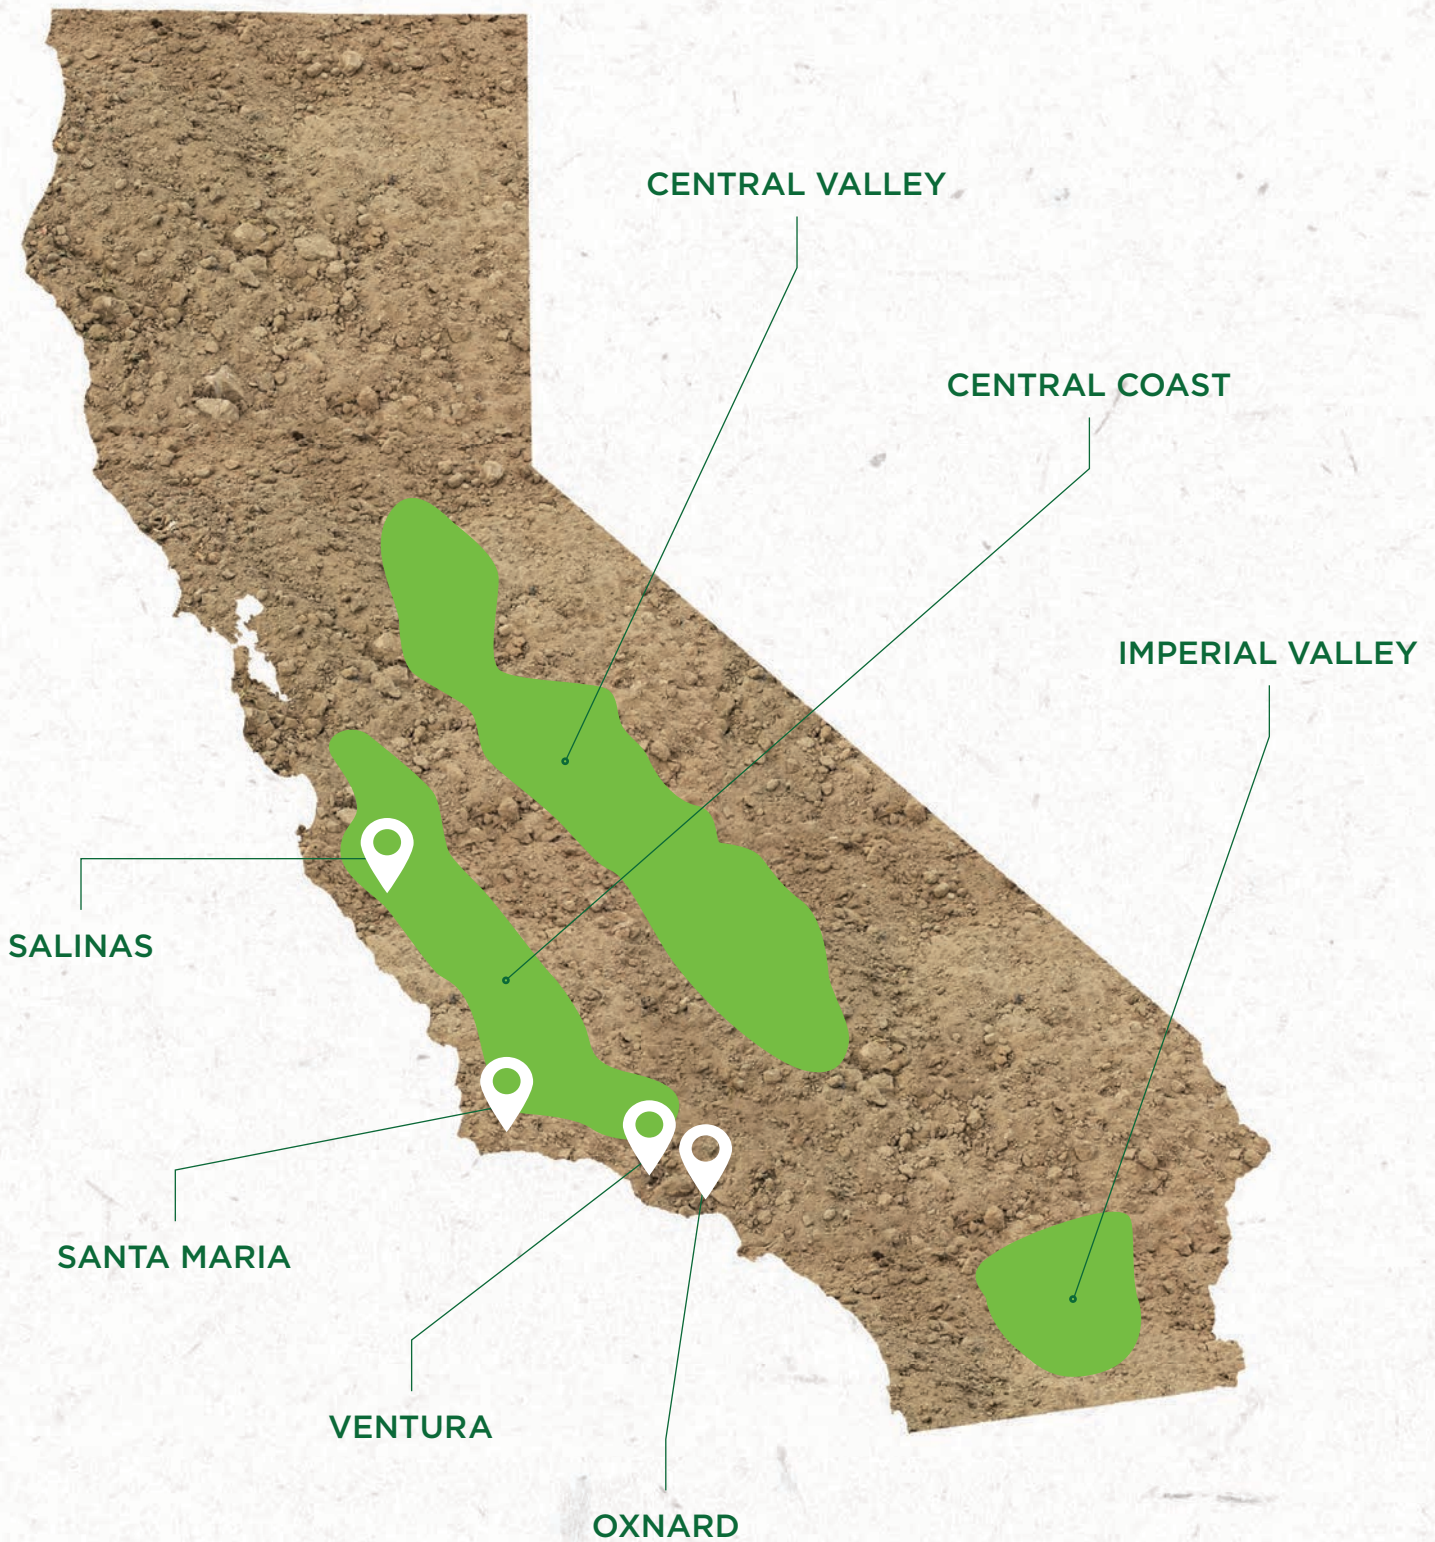 CENTRAL VALLEY
CENTRAL COAST
IMPERIAL VALLEY
SALINAS
SANTA MARIA
VENTURA
OXNARD